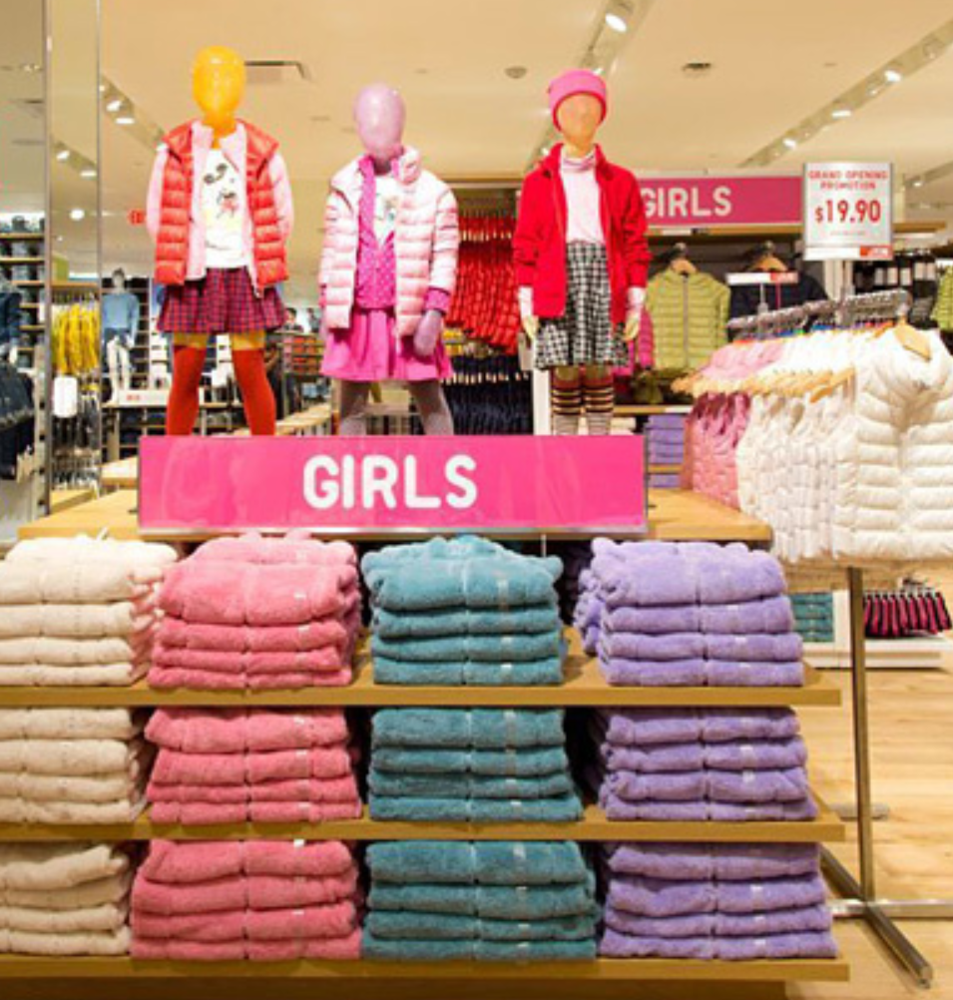 GIRLS
GRAND OPENING
PROMOTION
$19.90
GIRLS